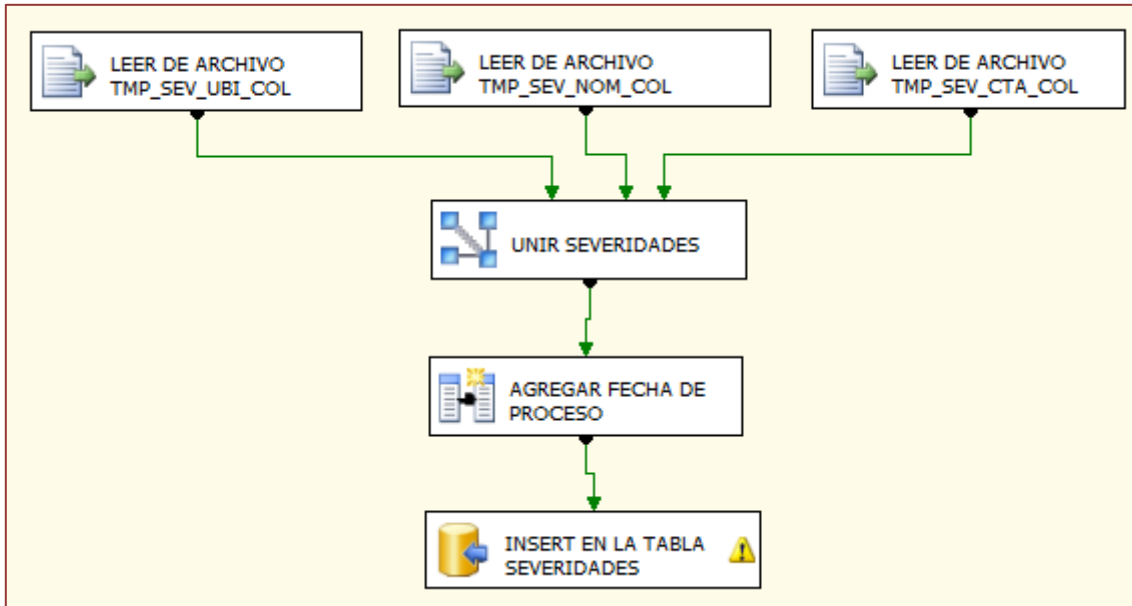 LEER DE ARCHIVO
TMP_SEV_UBI_COL
LEER DE ARCHIVO
TMP_SEV_NOM_COL
LEER DE ARCHIVO
TMP_SEV_CTA_COL
UNIR SEVERIDADES
AGREGAR FECHA DE
PROCESO
INSERT EN LA TABLA
SEVERIDADES